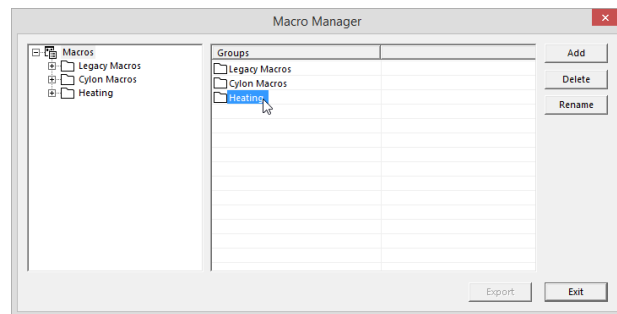 Macro Manager
Macros
Legacy Macros
Cylon Macros
Heating
Groups
Legacy Macros
Cylon Macros
Heating
Add
Delete
Rename
Export
Exit